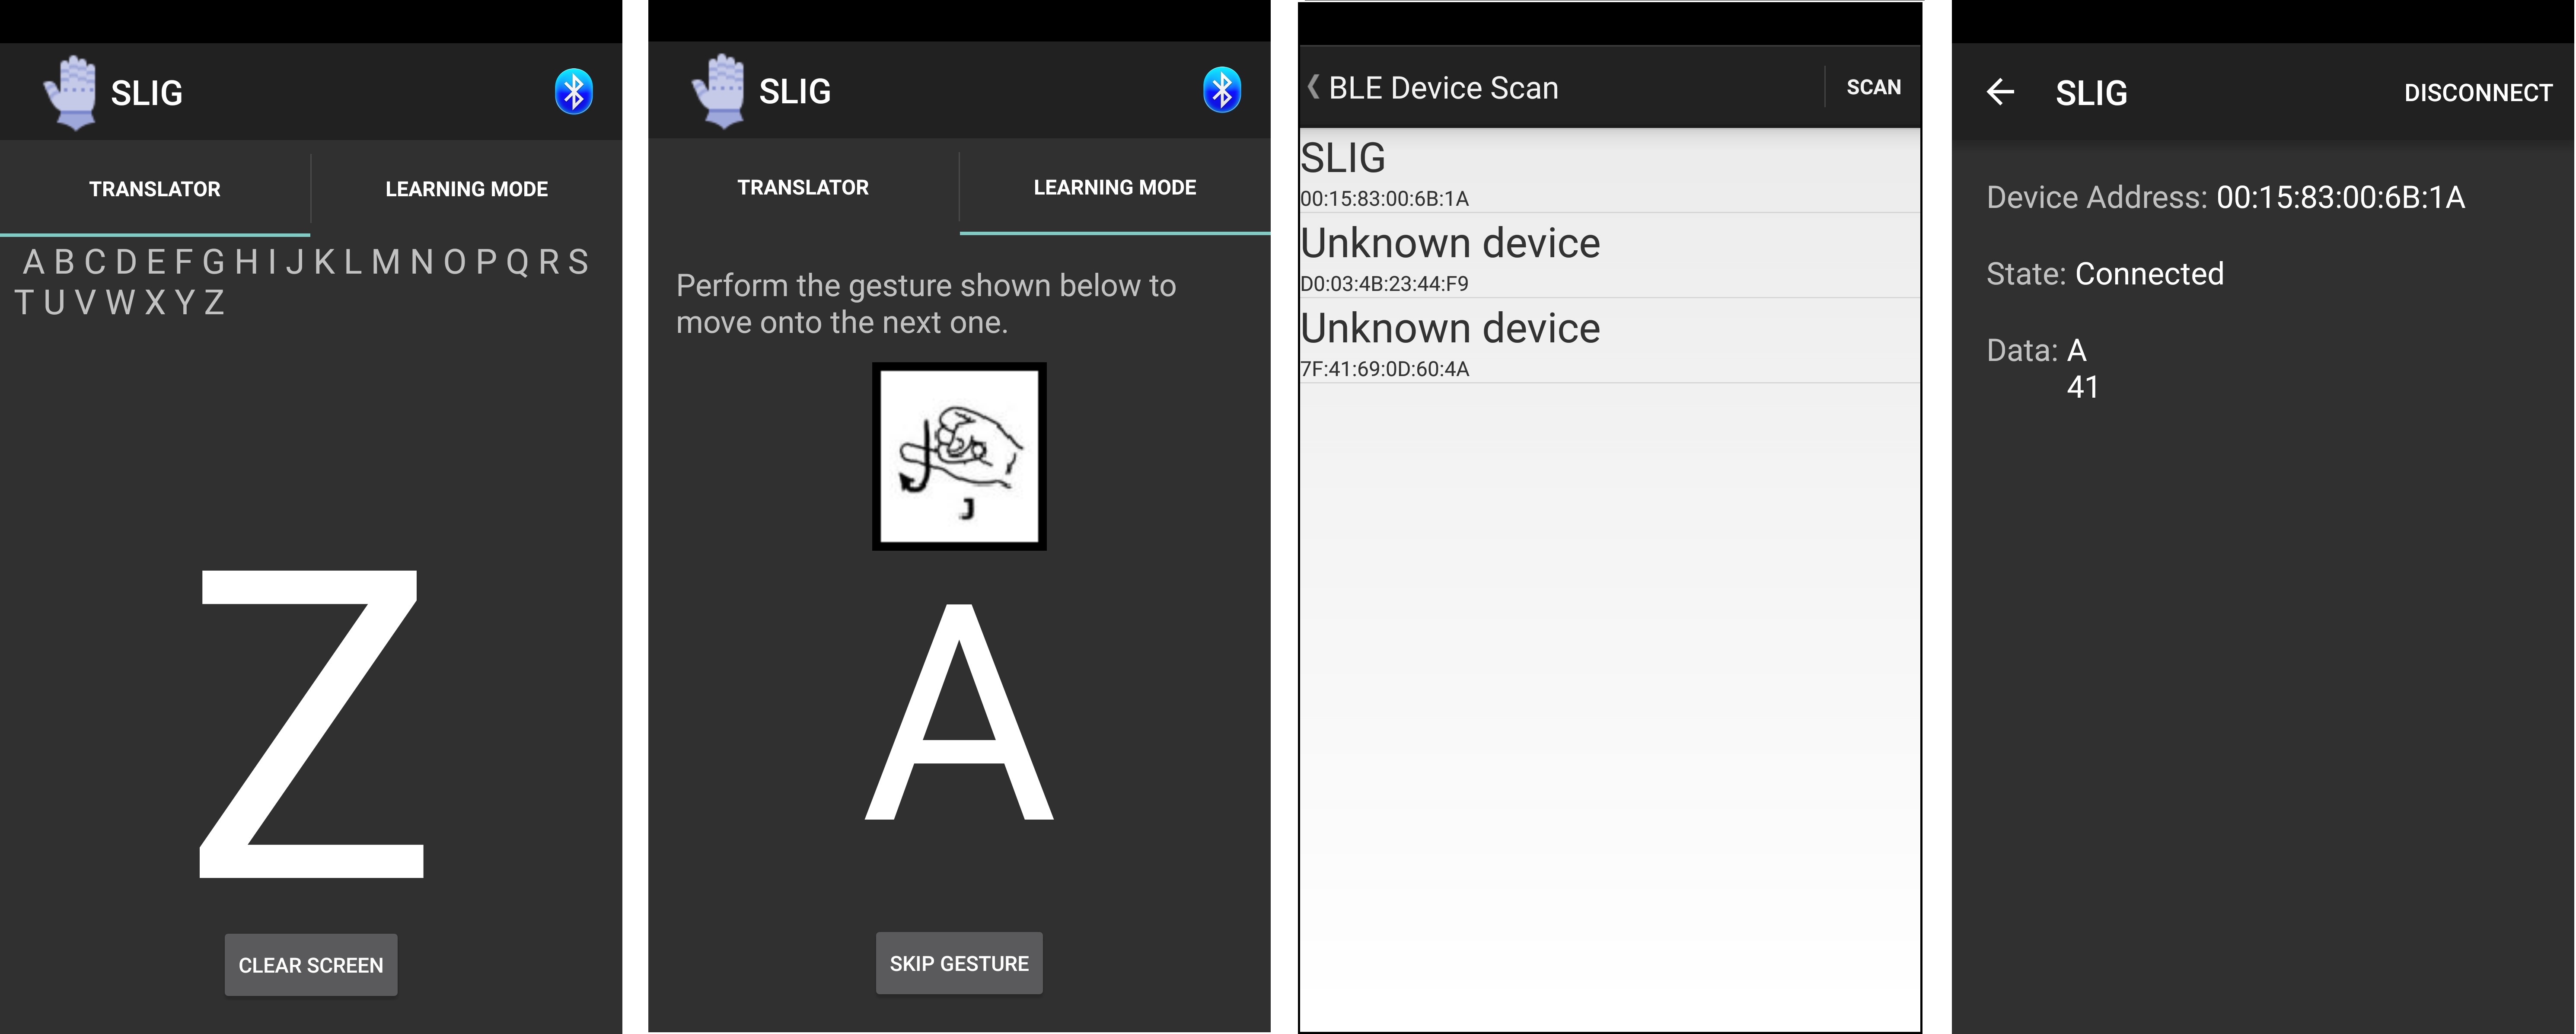 SLIG
TRANSLATOR
LEARNING MODE
A B C D E F G H I J K L M N O P Q R S
T U V W X Y Z
Z
CLEAR SCREEN
SLIG
TRANSLATOR
LEARNING MODE
Perform the gesture shown below to
move onto the next one.
J
A
SKIP GESTURE
BLE Device Scan
SCAN
SLIG
00:15:83:00:6B:1A
Unknown device
D0:03:4B:23:44:F9
Unknown device
7F:41:69:0D:60:4A
SLIG
DISCONNECT
Device Address: 00:15:83:00:6B:1A
State: Connected
Data: A
41